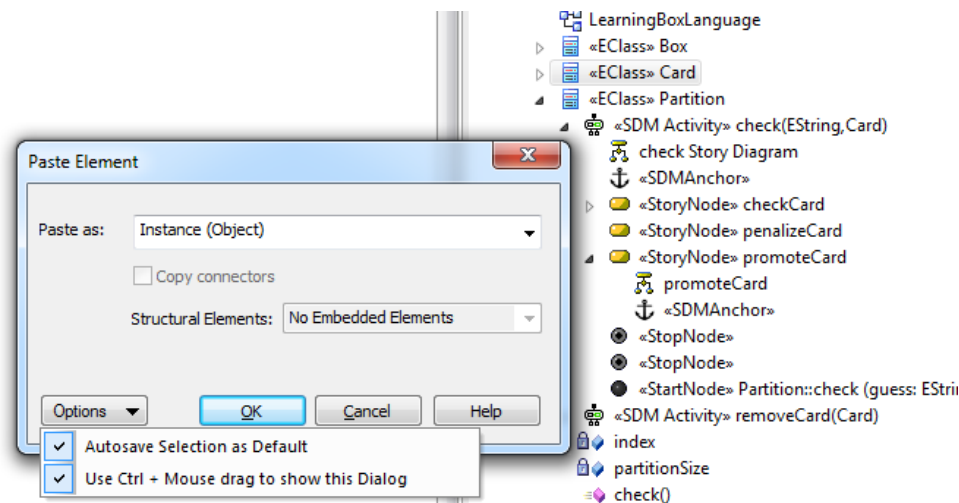 LearningBoxLanguage
«EClass» Box
«EClass» Card
«EClass» Partition
«SDM Activity» check(EString,Card)
check Story Diagram
«SDMAnchor»
«StoryNode» checkCard
«StoryNode» penalizeCard
«StoryNode» promoteCard
promoteCard
«SDMAnchor»
«StopNode»
«StopNode»
«StartNode» Partition::check (guess: EStri
«SDM Activity» removeCard(Card)
index
partitionSize
check()
Paste Element
Paste as: Instance (Object)
Copy connectors
Structural Elements: No Embedded Elements
Options OK Cancel Help
Autosave Selection as Default
Use Ctrl + Mouse drag to show this Dialog